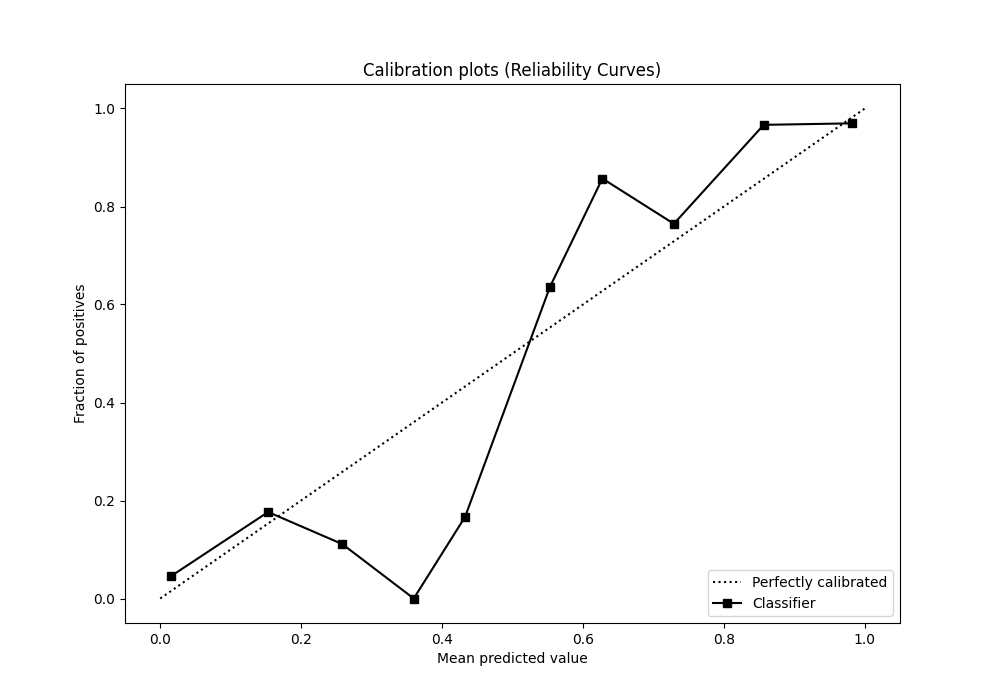 Calibration plots (Reliability Curves)
1.0
0.8
0.6
0.4
0.2
0.0
Fraction of positives
0.0 0.2 0.4 0.6 0.8 1.0
Mean predicted value
Perfectly calibrated
Classifier